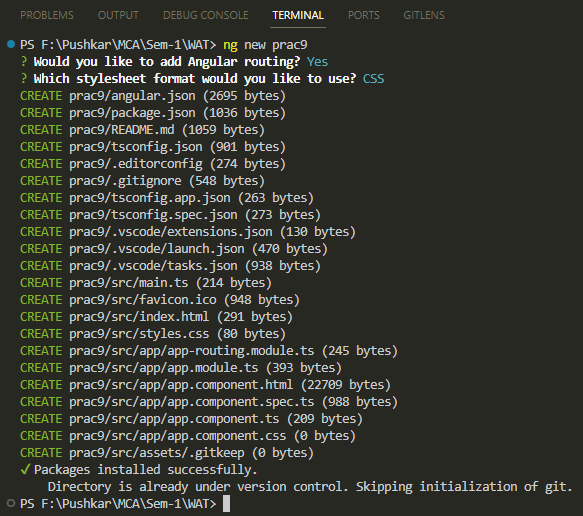 PROBLEMS OUTPUT DEBUG CONSOLE TERMINAL PORTS GITLENS
PS F:\Pushkar\MCA\Sem-1\WAT> ng new prac9
? Would you like to add Angular routing? Yes
? Which stylesheet format would you like to use? CSS
CREATE prac9/angular.json (2695 bytes)
CREATE prac9/package.json (1036 bytes)
CREATE prac9/README.md (1059 bytes)
CREATE prac9/tsconfig.json (901 bytes)
CREATE prac9/.editorconfig (274 bytes)
CREATE prac9/.gitignore (548 bytes)
CREATE prac9/tsconfig.app.json (263 bytes)
CREATE prac9/tsconfig.spec.json (273 bytes)
CREATE prac9/.vscode/extensions.json (130 bytes)
CREATE prac9/.vscode/launch.json (470 bytes)
CREATE prac9/.vscode/tasks.json (938 bytes)
CREATE prac9/src/main.ts (214 bytes)
CREATE prac9/src/favicon.ico (948 bytes)
CREATE prac9/src/index.html (291 bytes)
CREATE prac9/src/styles.css (80 bytes)
CREATE prac9/src/app/app-routing.module.ts (245 bytes)
CREATE prac9/src/app/app.module.ts (393 bytes)
CREATE prac9/src/app/app.component.html (22709 bytes)
CREATE prac9/src/app/app.component.spec.ts (988 bytes)
CREATE prac9/src/app/app.component.ts (209 bytes)
CREATE prac9/src/app/app.component.css (0 bytes)
CREATE prac9/src/assets/.gitkeep (0 bytes)
✓ Packages installed successfully.
Directory is already under version control. Skipping initialization of git.
PS F:\Pushkar\MCA\Sem-1\WAT>